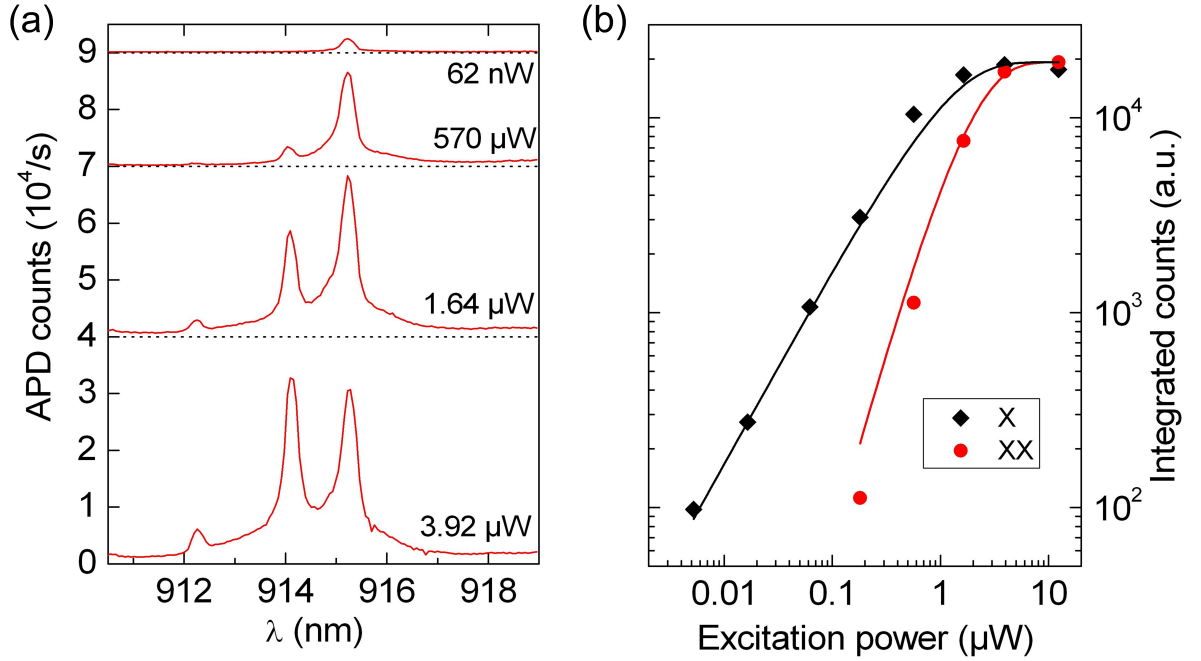 (a)
9
8
7
6
5
4
3
2
1
0
APD counts (10⁴/s)
62 nW
570 µW
1.64 µW
3.92 µW
912 914 916 918
λ (nm)
(b)
10⁴
10³
10²
Integrated counts (a.u.)
X
XX
0.01 0.1 1 10
Excitation power (µW)